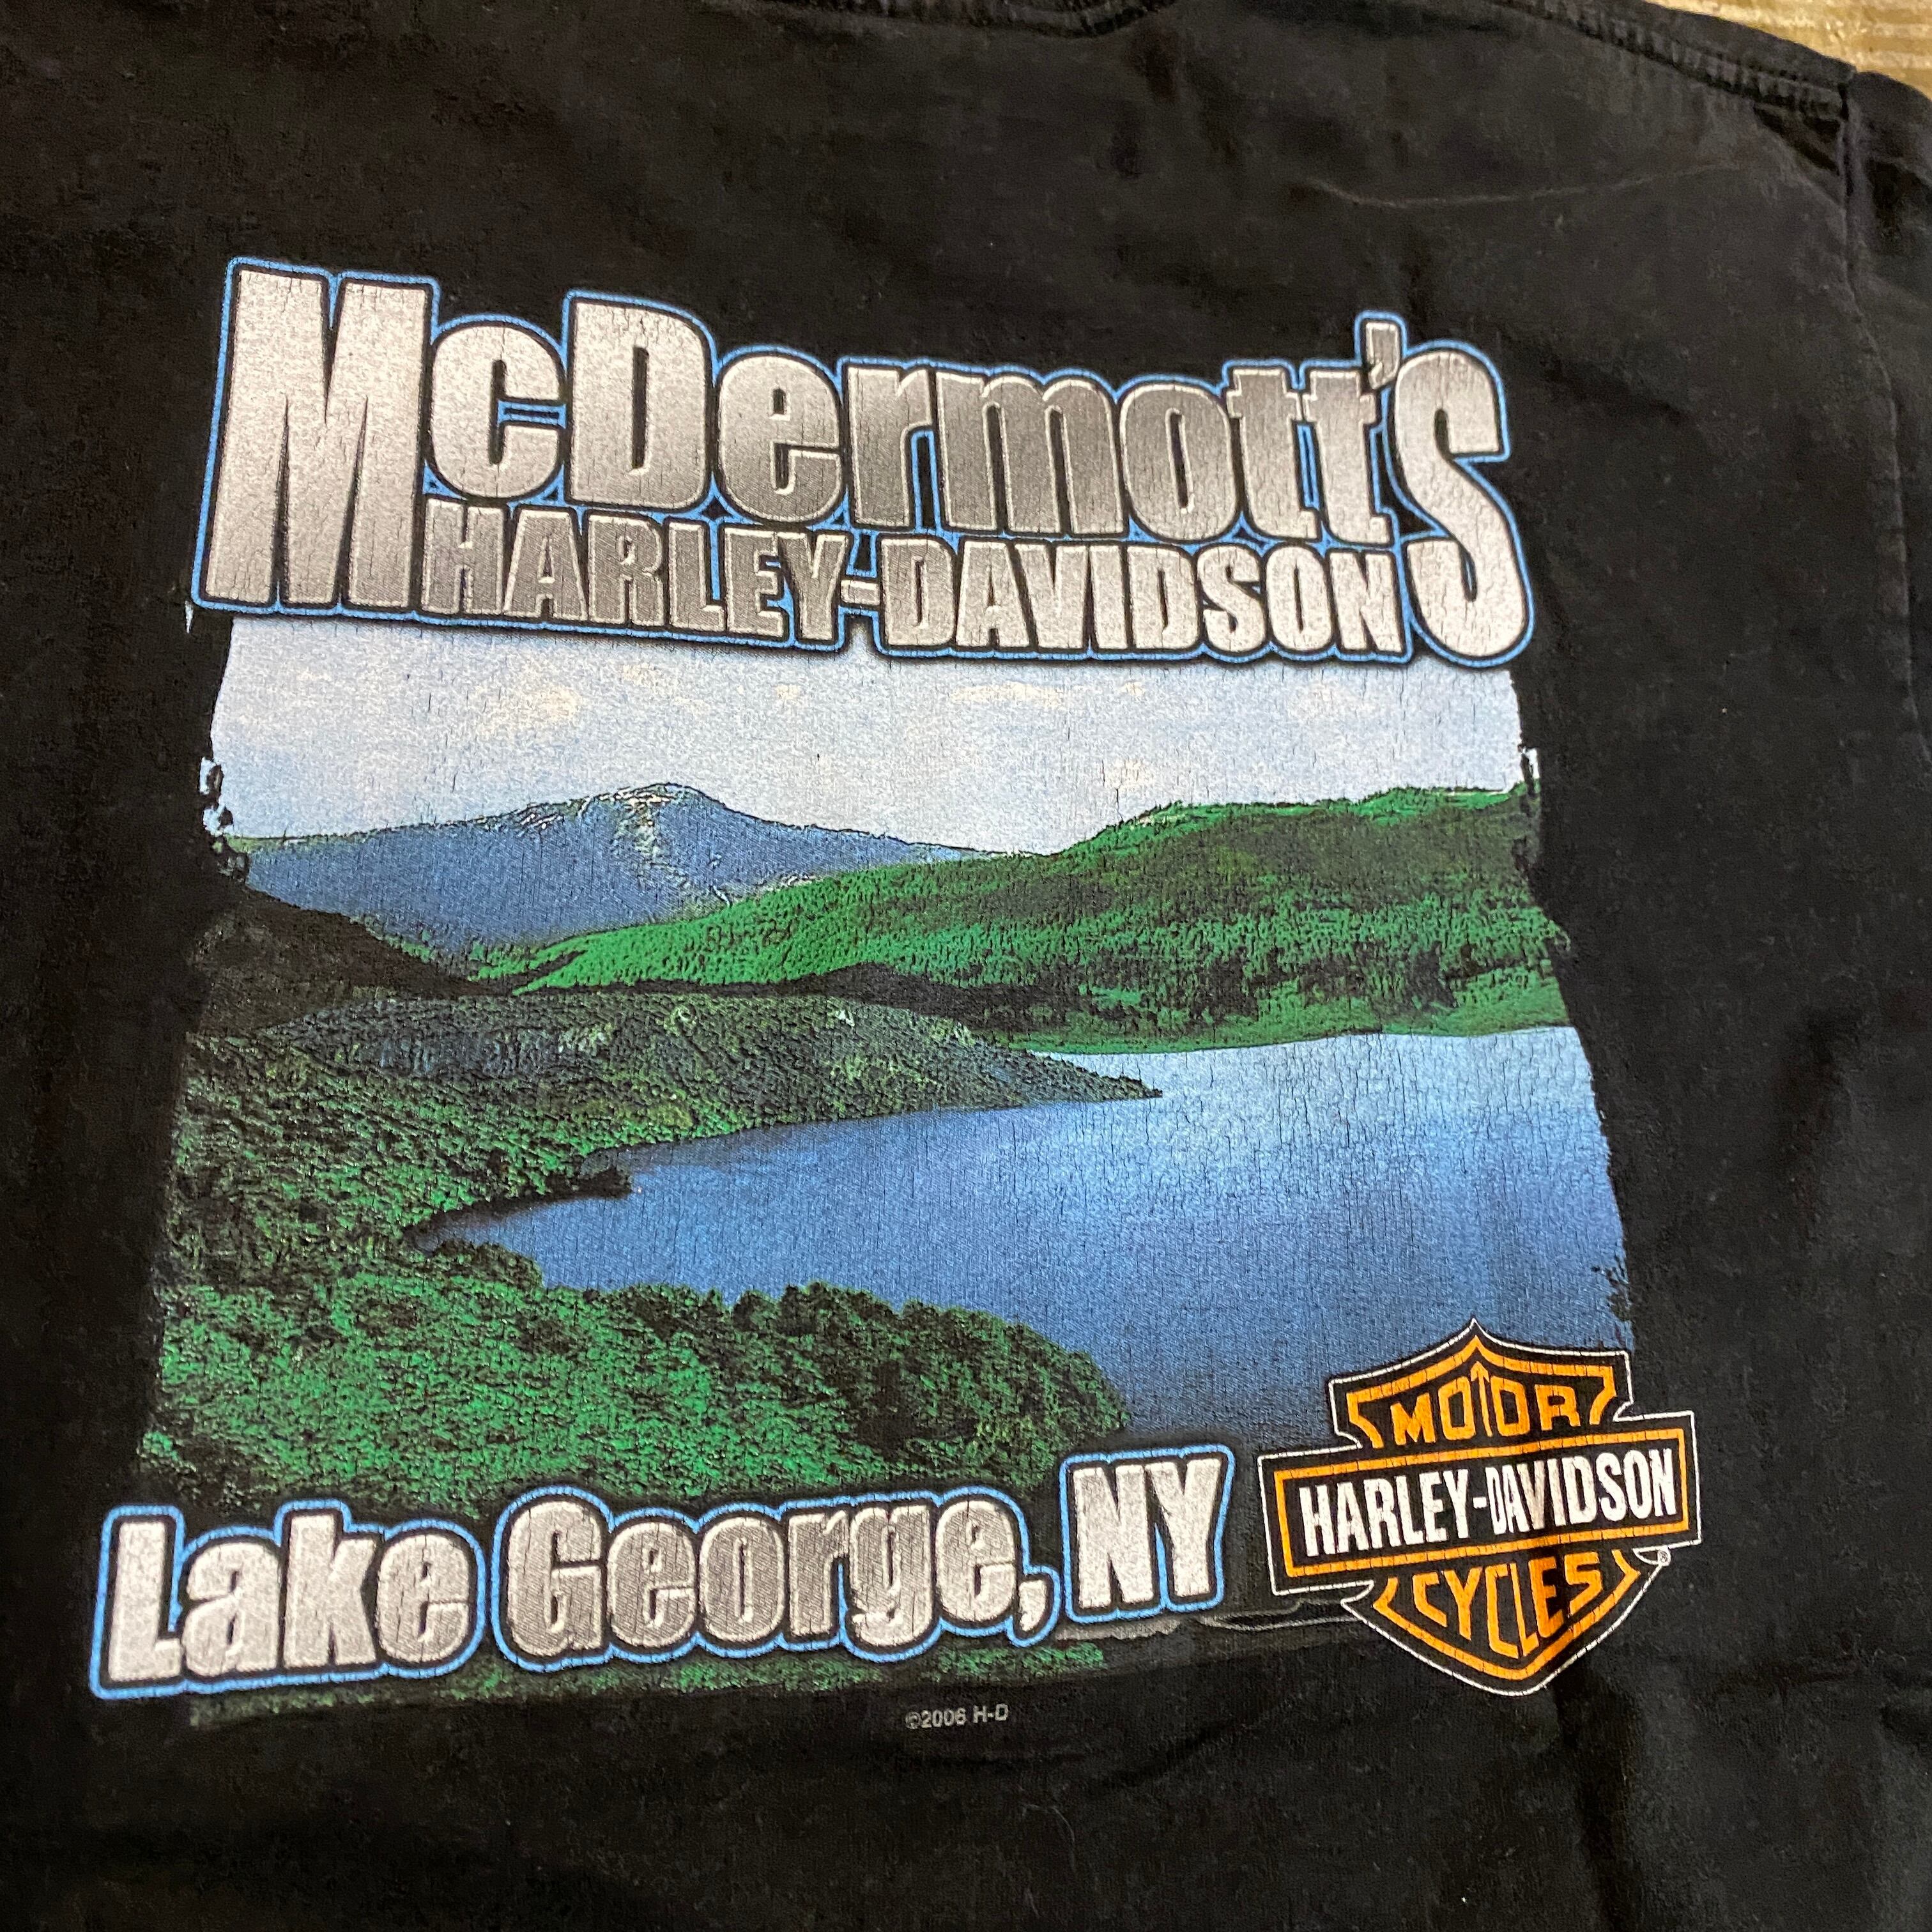 McDermott's
HARLEY-DAVIDSON
Lake George, NY
MOTOR
HARLEY-DAVIDSON
CYCLES
®
©2006 H-D